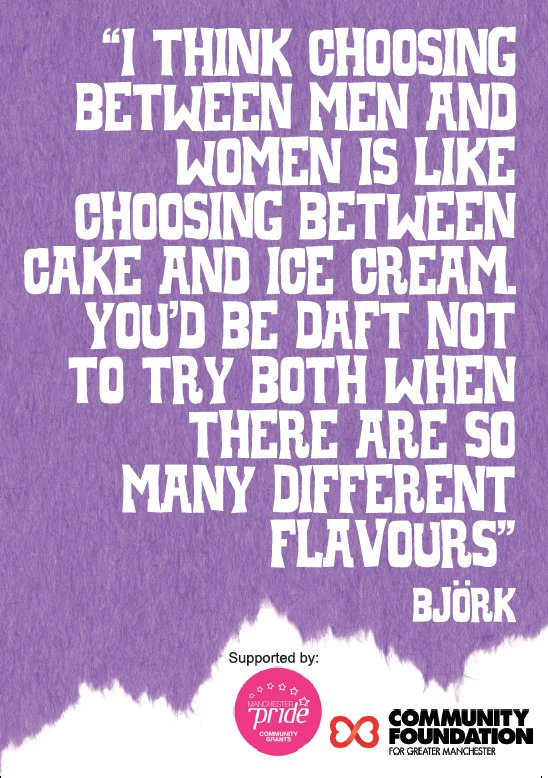 “I THINK CHOOSING
BETWEEN MEN AND
WOMEN IS LIKE
CHOOSING BETWEEN
CAKE AND ICE CREAM.
YOU’D BE DAFT NOT
TO TRY BOTH WHEN
THERE ARE SO
MANY DIFFERENT
FLAVOURS”
BJÖRK
Supported by:
MANCHESTER
pride
COMMUNITY
GRANTS
COMMUNITY
FOUNDATION
FOR GREATER MANCHESTER